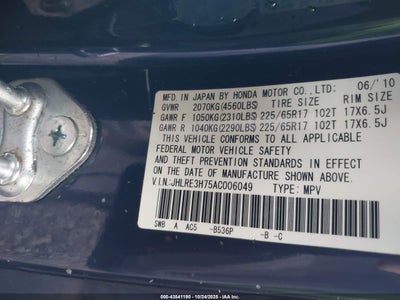 MFD. IN JAPAN BY HONDA MOTOR CO., LTD. 06/'10
GVWR 2070KG(4560LBS) TIRE SIZE RIM SIZE
GAWR F 1050KG(2310LBS) 225/65R17 102T 17X6.5J
GAWR R 1040KG(2290LBS) 225/65R17 102T 17X6.5J
THIS VEHICLE CONFORMS TO ALL APPLICABLE
FEDERAL MOTOR VEHICLE SAFETY AND
THEFT PREVENTION STANDARDS IN EFFECT
ON THE DATE OF MANUFACTURE SHOWN ABOVE.
V.I.N.:JHLRE3H75AC006049 TYPE: MPV
SWB A AC5 -B536P -B -C
000-43541190 - 10/24/2025 - IAA, Inc.